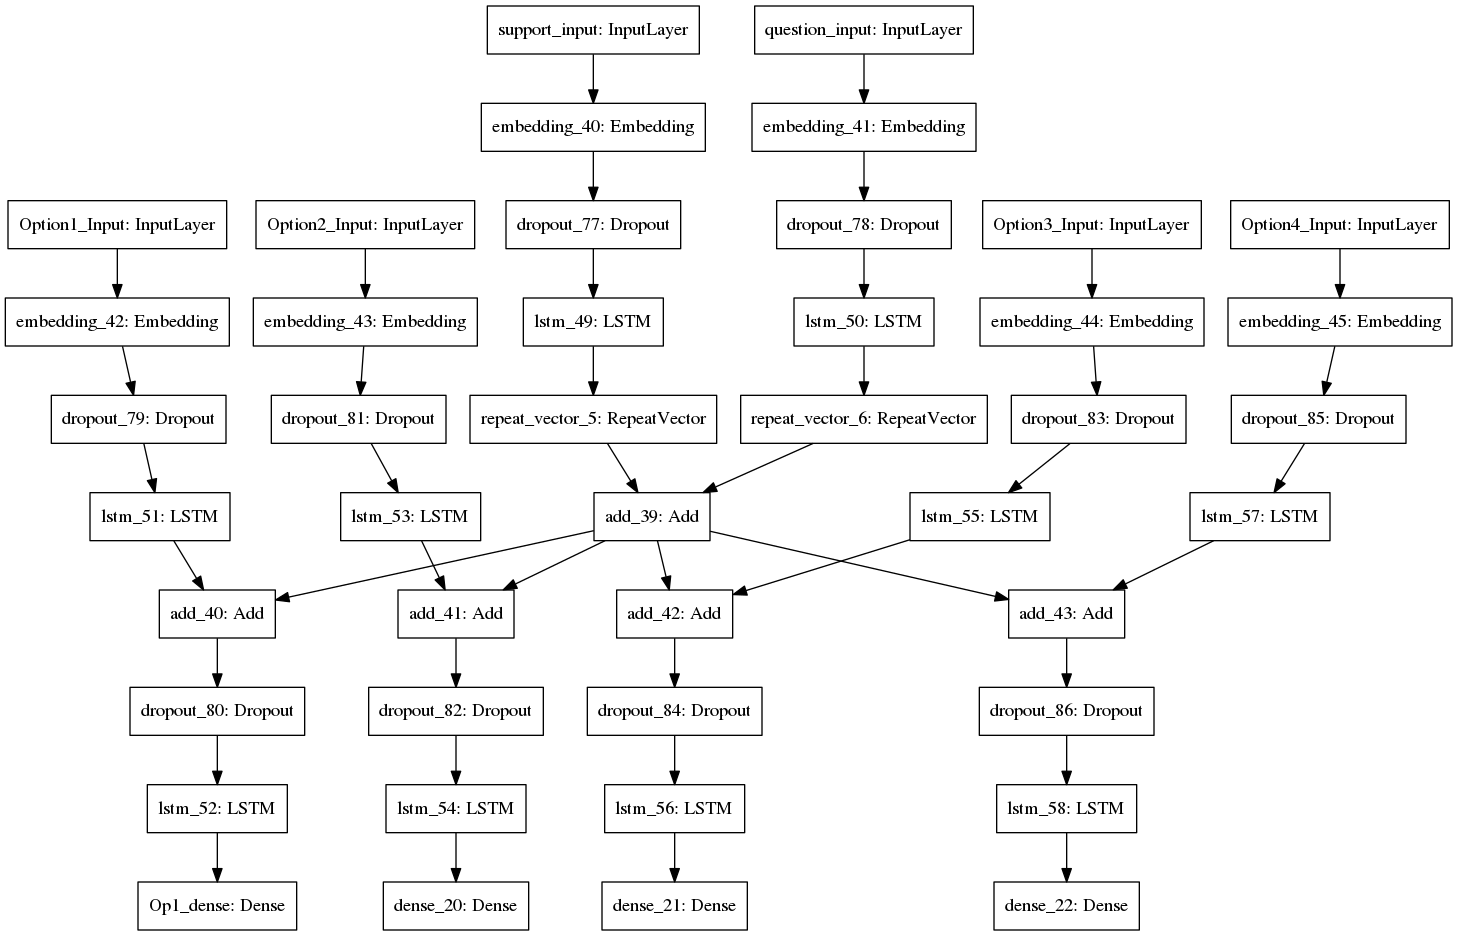 support_input: InputLayer
question_input: InputLayer
embedding_40: Embedding
embedding_41: Embedding
Option1_Input: InputLayer
Option2_Input: InputLayer
dropout_77: Dropout
dropout_78: Dropout
Option3_Input: InputLayer
Option4_Input: InputLayer
embedding_42: Embedding
embedding_43: Embedding
lstm_49: LSTM
lstm_50: LSTM
embedding_44: Embedding
embedding_45: Embedding
dropout_79: Dropout
dropout_81: Dropout
repeat_vector_5: RepeatVector
repeat_vector_6: RepeatVector
dropout_83: Dropout
dropout_85: Dropout
lstm_51: LSTM
lstm_53: LSTM
add_39: Add
lstm_55: LSTM
lstm_57: LSTM
add_40: Add
add_41: Add
add_42: Add
add_43: Add
dropout_80: Dropout
dropout_82: Dropout
dropout_84: Dropout
dropout_86: Dropout
lstm_52: LSTM
lstm_54: LSTM
lstm_56: LSTM
lstm_58: LSTM
Op1_dense: Dense
dense_20: Dense
dense_21: Dense
dense_22: Dense